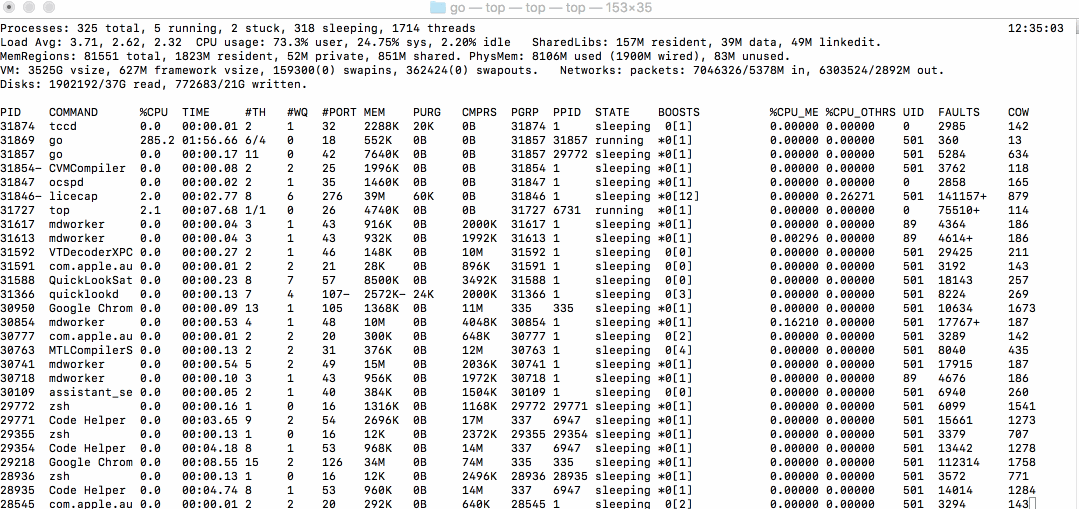 go — top — top — top — 153×35
Processes: 325 total, 5 running, 2 stuck, 318 sleeping, 1714 threads 12:35:03
Load Avg: 3.71, 2.62, 2.32 CPU usage: 73.3% user, 24.75% sys, 2.20% idle SharedLibs: 157M resident, 39M data, 49M linkedit.
MemRegions: 81551 total, 1823M resident, 52M private, 851M shared. PhysMem: 8106M used (1900M wired), 83M unused.
VM: 3525G vsize, 627M framework vsize, 159300(0) swapins, 362424(0) swapouts. Networks: packets: 7046326/5378M in, 6303524/2892M out.
Disks: 1902192/37G read, 772683/21G written.
PID COMMAND %CPU TIME #TH #WQ #PORT MEM PURG CMPRS PGRP PPID STATE BOOSTS %CPU_ME %CPU_OTHRS UID FAULTS COW
31874 tccd 0.0 00:00.01 2 1 32 2288K 20K 0B 31874 1 sleeping 0[1] 0.00000 0.00000 0 2985 142
31869 go 285.2 01:56.66 6/4 0 18 552K 0B 0B 31857 31857 running *0[1] 0.00000 0.00000 501 360 13
31857 go 0.0 00:00.17 11 0 42 7640K 0B 0B 31857 29772 sleeping *0[1] 0.00000 0.00000 501 5284 634
31854- CVMCompiler 0.0 00:00.08 2 2 25 1996K 0B 0B 31854 1 sleeping *0[1] 0.00000 0.00000 501 3762 118
31847 ocspd 0.0 00:00.02 2 1 35 1460K 0B 0B 31847 1 sleeping *0[1] 0.00000 0.00000 0 2858 165
31846- licecap 2.0 00:02.77 8 6 276 39M 60K 0B 31846 1 sleeping *0[12] 0.00000 0.26271 501 141157+ 879
31727 top 2.1 00:07.68 1/1 0 26 4740K 0B 0B 31727 6731 running *0[1] 0.00000 0.00000 0 75510+ 114
31617 mdworker 0.0 00:00.04 3 1 43 916K 0B 2000K 31617 1 sleeping *0[1] 0.00000 0.00000 89 4364 186
31613 mdworker 0.0 00:00.04 3 1 43 932K 0B 1992K 31613 1 sleeping *0[1] 0.00296 0.00000 89 4614+ 186
31592 VTDecoderXPC 0.0 00:00.27 2 1 46 148K 0B 10M 31592 1 sleeping 0[0] 0.00000 0.00000 501 29425 211
31591 com.apple.au 0.0 00:00.01 2 2 21 28K 0B 896K 31591 1 sleeping 0[0] 0.00000 0.00000 501 3192 143
31588 QuickLookSat 0.0 00:00.23 8 7 57 8500K 0B 3492K 31588 1 sleeping 0[0] 0.00000 0.00000 501 18143 257
31366 quicklookd 0.0 00:00.13 7 4 107- 2572K- 24K 2000K 31366 1 sleeping 0[3] 0.00000 0.00000 501 8224 269
30950 Google Chrom 0.0 00:00.09 13 1 105 1368K 0B 11M 335 335 sleeping *0[1] 0.00000 0.00000 501 10634 1673
30854 mdworker 0.0 00:00.53 4 1 48 10M 0B 4048K 30854 1 sleeping *0[1] 0.16210 0.00000 501 17767+ 187
30777 com.apple.au 0.0 00:00.01 2 2 20 300K 0B 648K 30777 1 sleeping 0[2] 0.00000 0.00000 501 3289 142
30763 MTLCompilerS 0.0 00:00.13 2 2 31 376K 0B 12M 30763 1 sleeping 0[4] 0.00000 0.00000 501 8040 435
30741 mdworker 0.0 00:00.54 5 2 49 15M 0B 2036K 30741 1 sleeping *0[1] 0.00000 0.00000 501 17915 187
30718 mdworker 0.0 00:00.10 3 1 43 956K 0B 1972K 30718 1 sleeping *0[1] 0.00000 0.00000 89 4676 186
30109 assistant_se 0.0 00:00.05 2 1 40 384K 0B 1504K 30109 1 sleeping 0[0] 0.00000 0.00000 501 6940 260
29772 zsh 0.0 00:00.16 1 0 16 1316K 0B 1168K 29772 29771 sleeping *0[1] 0.00000 0.00000 501 6099 1541
29771 Code Helper 0.0 00:03.65 9 2 54 2696K 0B 17M 337 6947 sleeping *0[1] 0.00000 0.00000 501 15661 1273
29355 zsh 0.0 00:00.13 1 0 16 12K 0B 2372K 29355 29354 sleeping *0[1] 0.00000 0.00000 501 3379 707
29354 Code Helper 0.0 00:04.18 8 1 53 968K 0B 14M 337 6947 sleeping *0[1] 0.00000 0.00000 501 13442 1278
29218 Google Chrom 0.0 00:08.55 15 2 126 34M 0B 74M 335 335 sleeping *0[1] 0.00000 0.00000 501 112314 1758
28936 zsh 0.0 00:00.13 1 0 16 12K 0B 2496K 28936 28935 sleeping *0[1] 0.00000 0.00000 501 3572 771
28935 Code Helper 0.0 00:04.74 8 1 53 960K 0B 14M 337 6947 sleeping *0[1] 0.00000 0.00000 501 14014 1284
28545 com.apple.au 0.0 00:00.01 2 2 20 292K 0B 640K 28545 1 sleeping 0[2] 0.00000 0.00000 501 3294 143